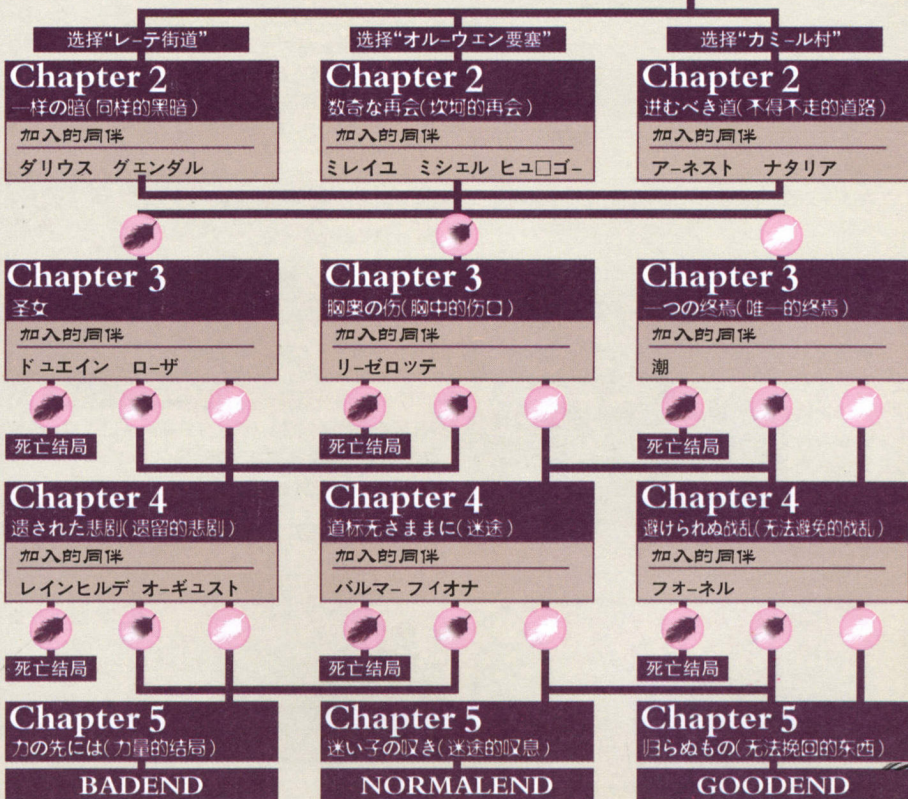 选择“レ–テ街道”
选择“オル–ウェン要塞”
选择“カミ–ル村”
Chapter 2
一样の暗(同样的黑暗)
加入的同伴
ダリウス グェンダル
Chapter 2
数奇な再会(坎坷的再会)
加入的同伴
ミレイユ ミシェル ヒュ□ゴ–
Chapter 2
进むべき道(不得不走的道路)
加入的同伴
ア–ネスト ナタリア
Chapter 3
圣女
加入的同伴
ドュエイン ロ–ザ
Chapter 3
胸奥の伤(胸中的伤口)
加入的同伴
リ–ゼロッテ
Chapter 3
一つの终焉(唯一的终焉)
加入的同伴
潮
死亡结局
死亡结局
死亡结局
Chapter 4
遗された悲剧(遗留的悲剧)
加入的同伴
レインヒルデ オ–ギュスト
Chapter 4
道标无きままに(迷途)
加入的同伴
バルマ– フィオナ
Chapter 4
避けられぬ战乱(无法避免的战乱)
加入的同伴
フォ–ネル
死亡结局
死亡结局
死亡结局
Chapter 5
力の先には(力量的结局)
BADEND
Chapter 5
迷い子の叹き(迷途的叹息)
NORMALEND
Chapter 5
归らぬもの(无法挽回的东西)
GOODEND